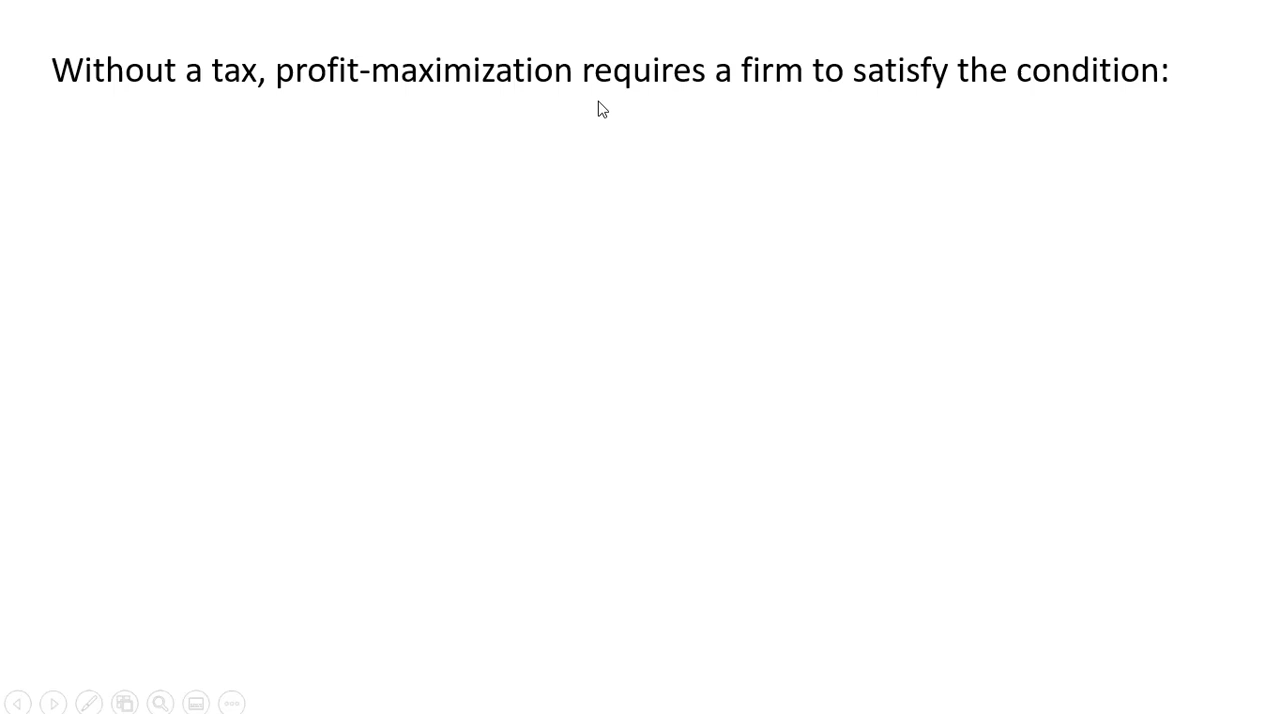 Without a tax, profit-maximization requires a firm to satisfy the condition: